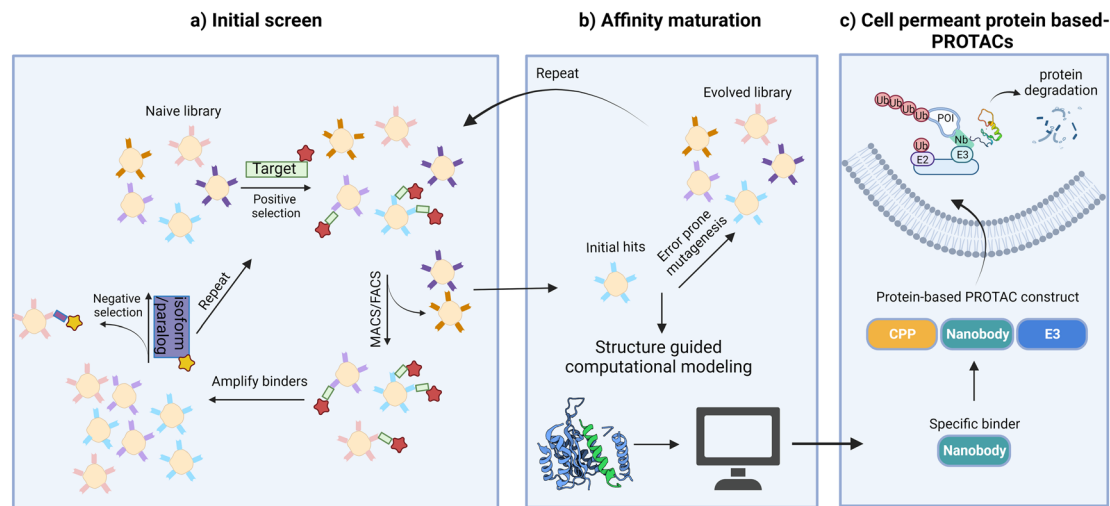 a) Initial screen
Naive library
Target
Positive
selection
Negative
selection
isoform
/paralog
Repeat
MACS/FACS
Amplify binders
b) Affinity maturation
Repeat
Evolved library
Initial hits
Error prone
mutagenesis
Structure guided
computational modeling
c) Cell permeant protein based-
PROTACs
protein
degradation
Ub
Ub
Ub
Ub
POI
Nb
Ub
E2
E3
Protein-based PROTAC construct
CPP
Nanobody
E3
Specific binder
Nanobody